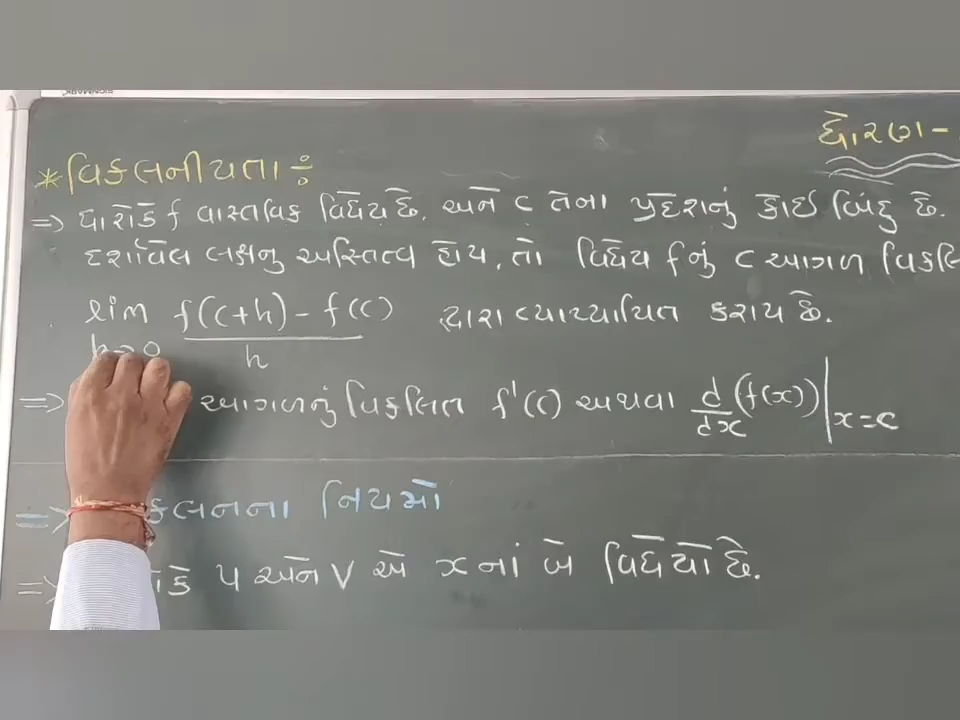 ધોરણ-
* વિકલનીયતા ÷
⇒ ધારોકે f વાસ્તવિક વિધેય છે. અને c તેના પ્રદેશનું કોઇ બિંદુ છે.
દર્શાવેલ લક્ષનુ અસ્તિત્વ હોય, તો વિધેય f નું c આગળ વિકલિ
lim f(c+h) - f(c) દ્વારા વ્યાખ્યાયિત કરાય છે.
h→0 h
⇒ આગળનું વિકલિત f'(c) અથવા d/dx (f(x))|x=c
⇒ કલનના નિયમો
⇒ કે u અને v એ x નાં બે વિધેયો છે.